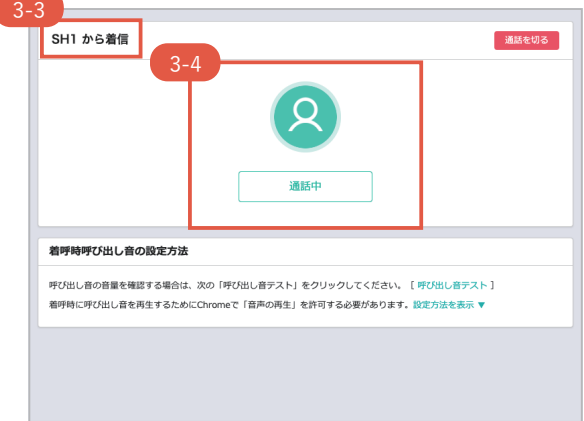 3-3
SH1 から着信
通話を切る
3-4
通話中
着呼時呼び出し音の設定方法
呼び出し音の音量を確認する場合は、次の「呼び出し音テスト」をクリックしてください。 [ 呼び出し音テスト ]
着呼時に呼び出し音を再生するためにChromeで「音声の再生」を許可する必要があります。設定方法を表示 ▼